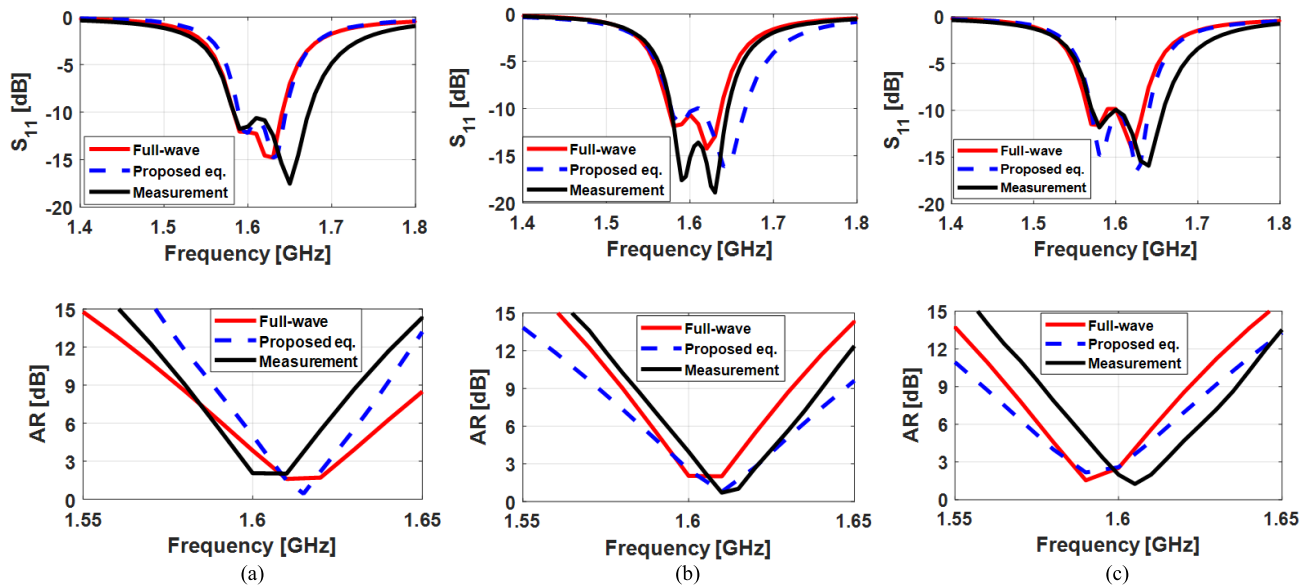 0
-5
-10
-15
-20
S11 [dB]
Full-wave
Proposed eq.
Measurement
1.4 1.5 1.6 1.7 1.8
Frequency [GHz]
0
-5
-10
-15
-20
S11 [dB]
Full-wave
Proposed eq.
Measurement
1.4 1.5 1.6 1.7 1.8
Frequency [GHz]
0
-5
-10
-15
-20
S11 [dB]
Full-wave
Proposed eq.
Measurement
1.4 1.5 1.6 1.7 1.8
Frequency [GHz]
15
12
9
6
3
0
AR [dB]
Full-wave
Proposed eq.
Measurement
1.55 1.6 1.65
Frequency [GHz]
(a)
15
12
9
6
3
0
AR [dB]
Full-wave
Proposed eq.
Measurement
1.55 1.6 1.65
Frequency [GHz]
(b)
15
12
9
6
3
0
AR [dB]
Full-wave
Proposed eq.
Measurement
1.55 1.6 1.65
Frequency [GHz]
(c)